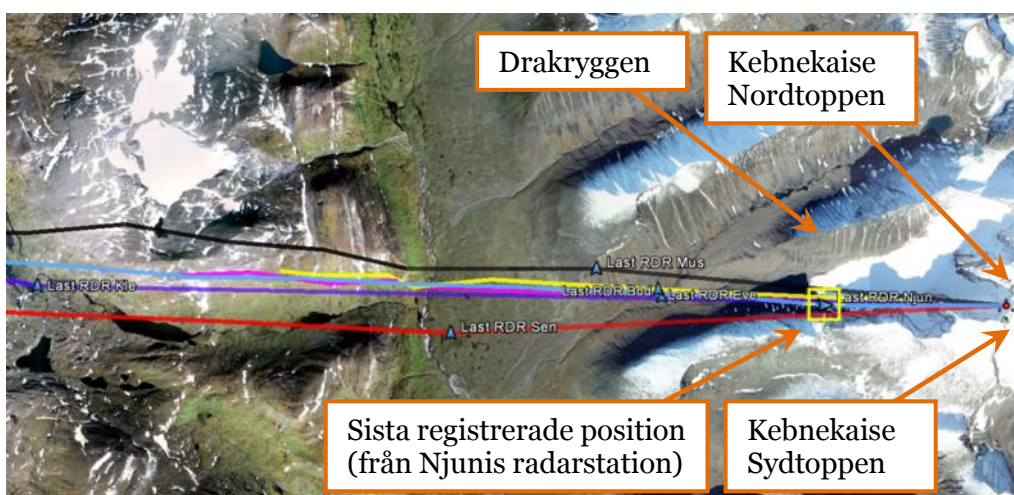 Drakryggen
Kebnekaise
Nordtoppen
Last RDR Mus
Last RDR Kle
Last RDR Bod
Last RDR Eve
Last RDR Njun
Last RDR Sen
Sista registrerade position
(från Njunis radarstation)
Kebnekaise
Sydtoppen